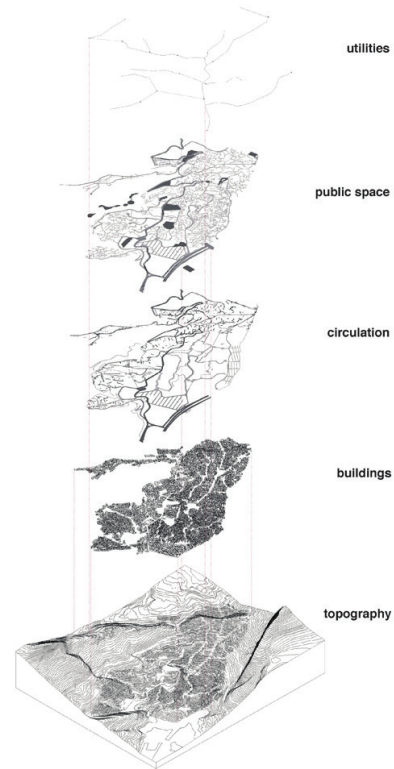 utilities
public space
circulation
buildings
topography